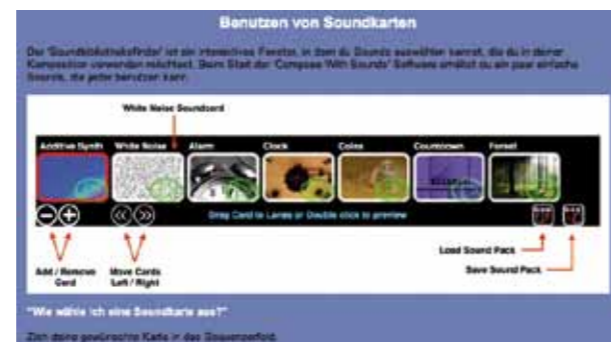 Benutzen von Soundkarten
Der 'Soundbibliotheksfinder' ist ein interaktives Fenster, in dem du Sounds auswählen kannst, die du in deiner
Komposition verwenden möchtest. Beim Start der 'Compose With Sounds' Software erhältst du ein paar einfache
Sounds, die jeder benutzen kann.
White Noise Soundcard
Additive Synth White Noise Alarm Clock Coins Countdown Forest
Drag Card to Lanes or Double click to preview
Load Sound Pack
Save Sound Pack
Add / Remove Card
Move Cards Left / Right
"Wie wähle ich eine Soundkarte aus?"
Zieh deine gewünschte Karte in das Sequenzerfeld.